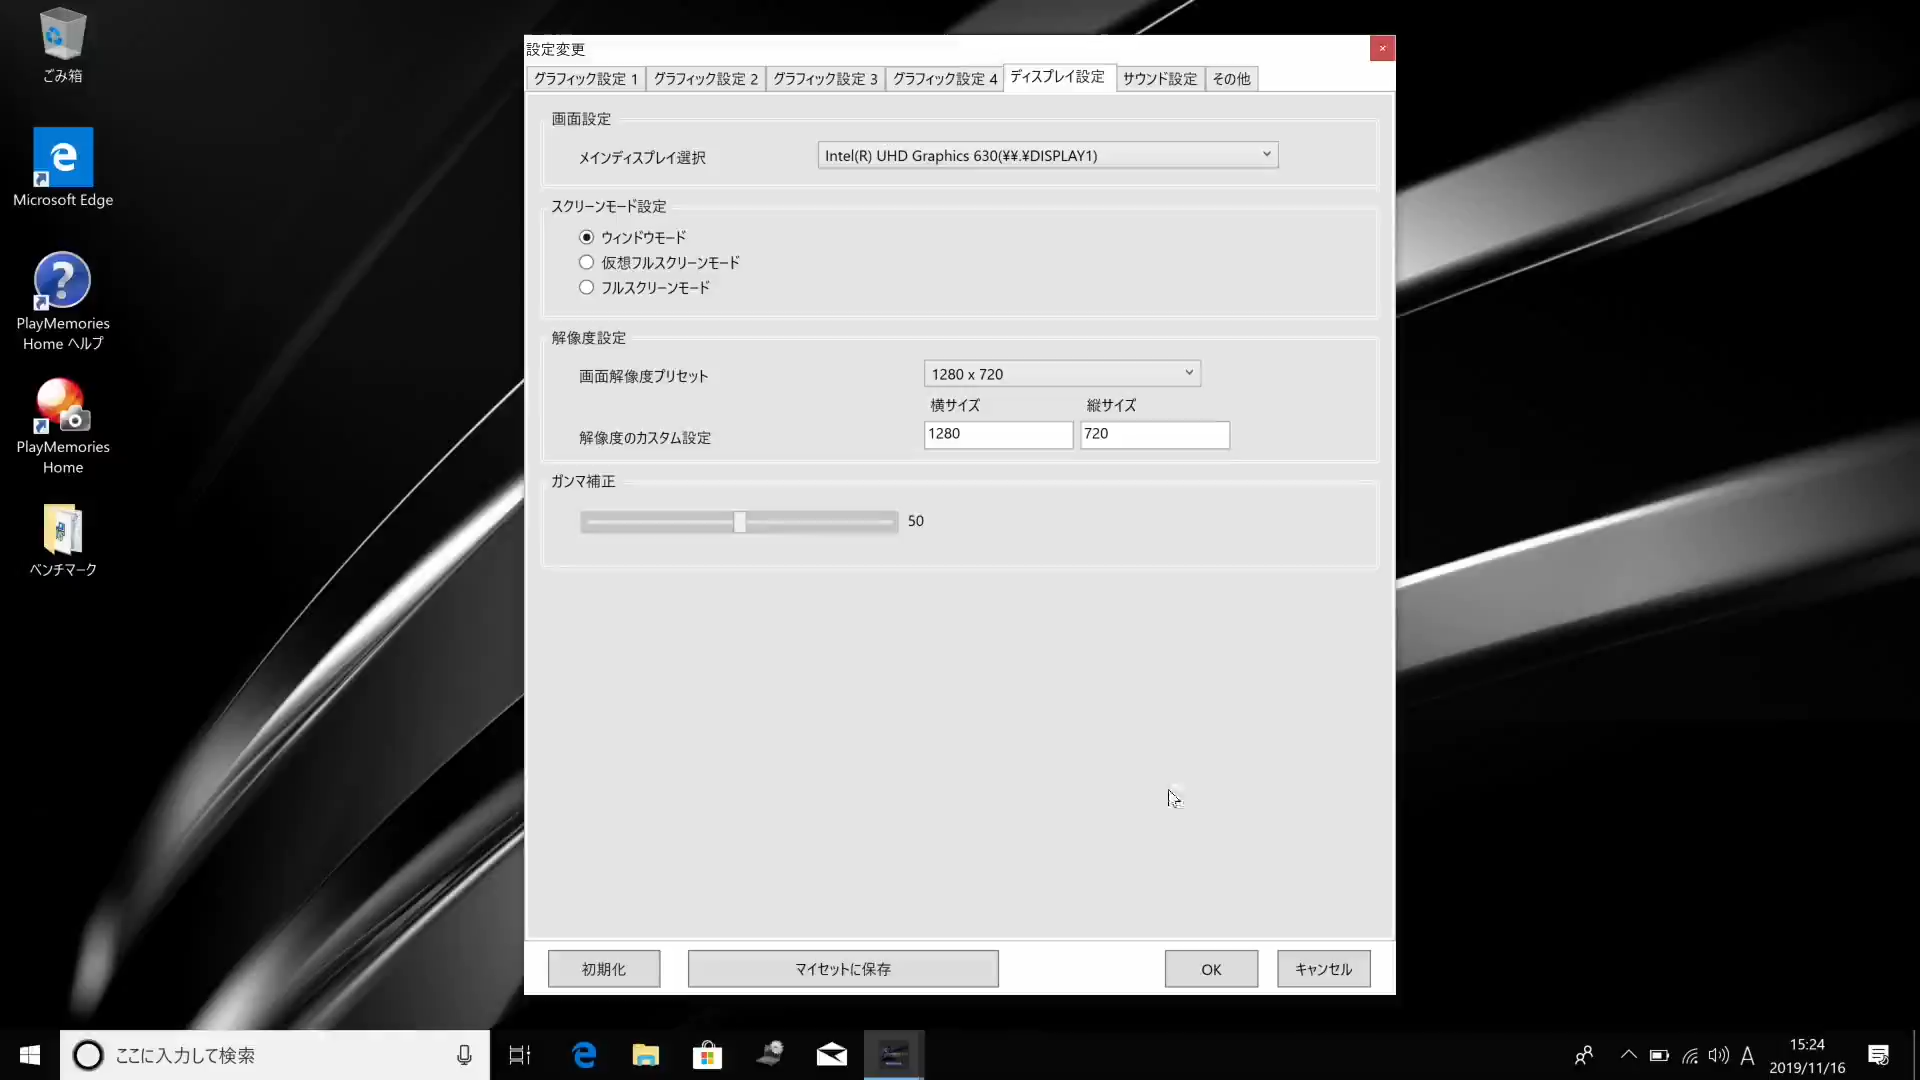 ごみ箱
Microsoft Edge
PlayMemories
Home ヘルプ
PlayMemories
Home
ベンチマーク
設定変更
グラフィック設定 1
グラフィック設定 2
グラフィック設定 3
グラフィック設定 4
ディスプレイ設定
サウンド設定
その他
画面設定
メインディスプレイ選択
Intel(R) UHD Graphics 630(¥¥.¥DISPLAY1)
スクリーンモード設定
ウィンドウモード
仮想フルスクリーンモード
フルスクリーンモード
解像度設定
画面解像度プリセット
1280 x 720
横サイズ
縦サイズ
解像度のカスタム設定
1280
720
ガンマ補正
50
初期化
マイセットに保存
OK
キャンセル
ここに入力して検索
A
15:24
2019/11/16